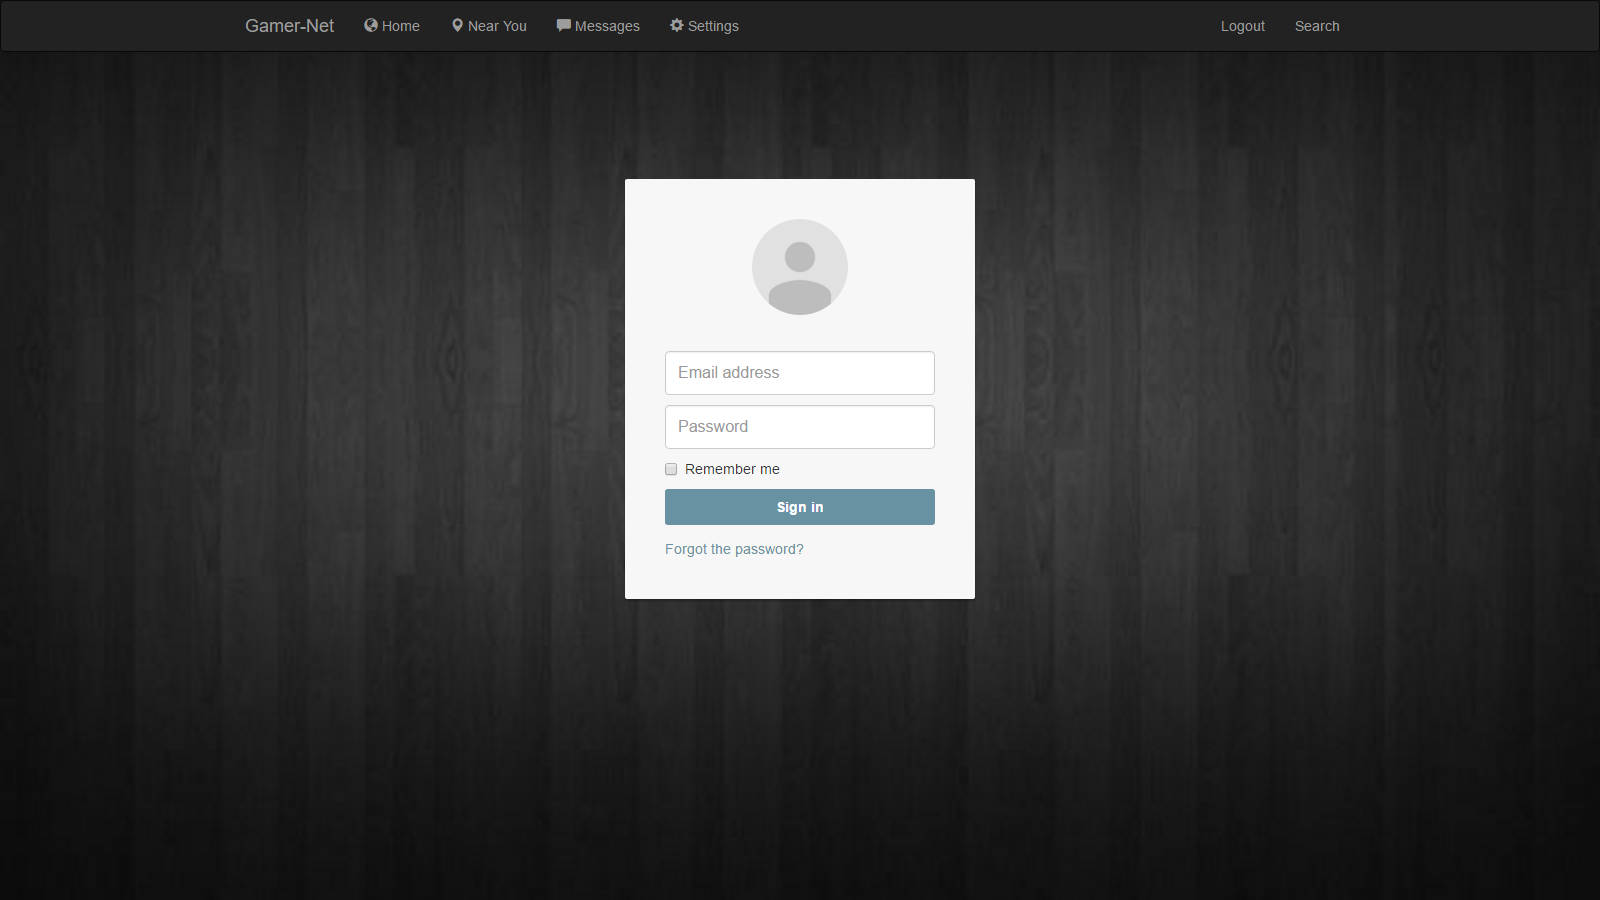 Gamer-Net Home Near You Messages Settings Logout Search
Email address
Password
Remember me
Sign in
Forgot the password?